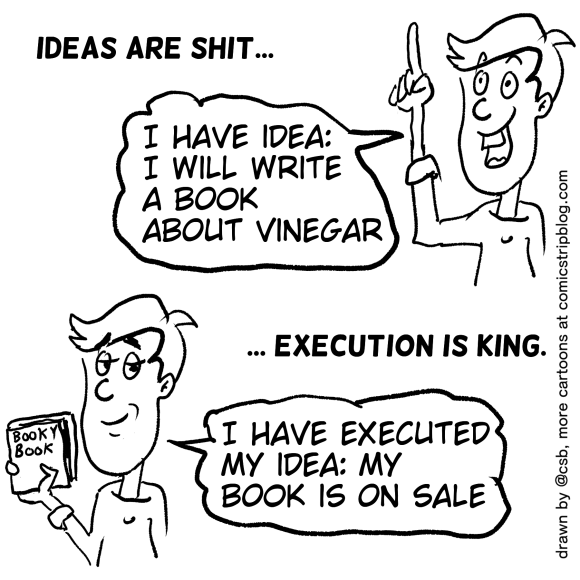 IDEAS ARE SHIT...
I HAVE IDEA:
I WILL WRITE
A BOOK
ABOUT VINEGAR
... EXECUTION IS KING.
BOOKY
BOOK
I HAVE EXECUTED
MY IDEA: MY
BOOK IS ON SALE
drawn by @csb, more cartoons at comicstripblog.com